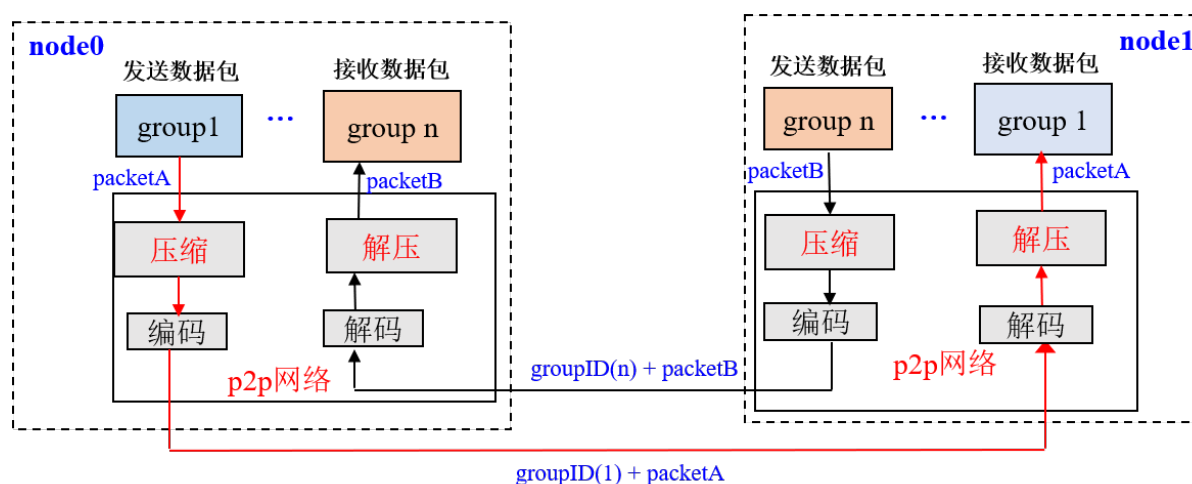 node0
node1
发送数据包
接收数据包
发送数据包
接收数据包
group1
...
group n
group n
...
group 1
packetA
packetB
packetB
packetA
压缩
解压
压缩
解压
编码
解码
编码
解码
p2p网络
groupID(n) + packetB
p2p网络
groupID(1) + packetA